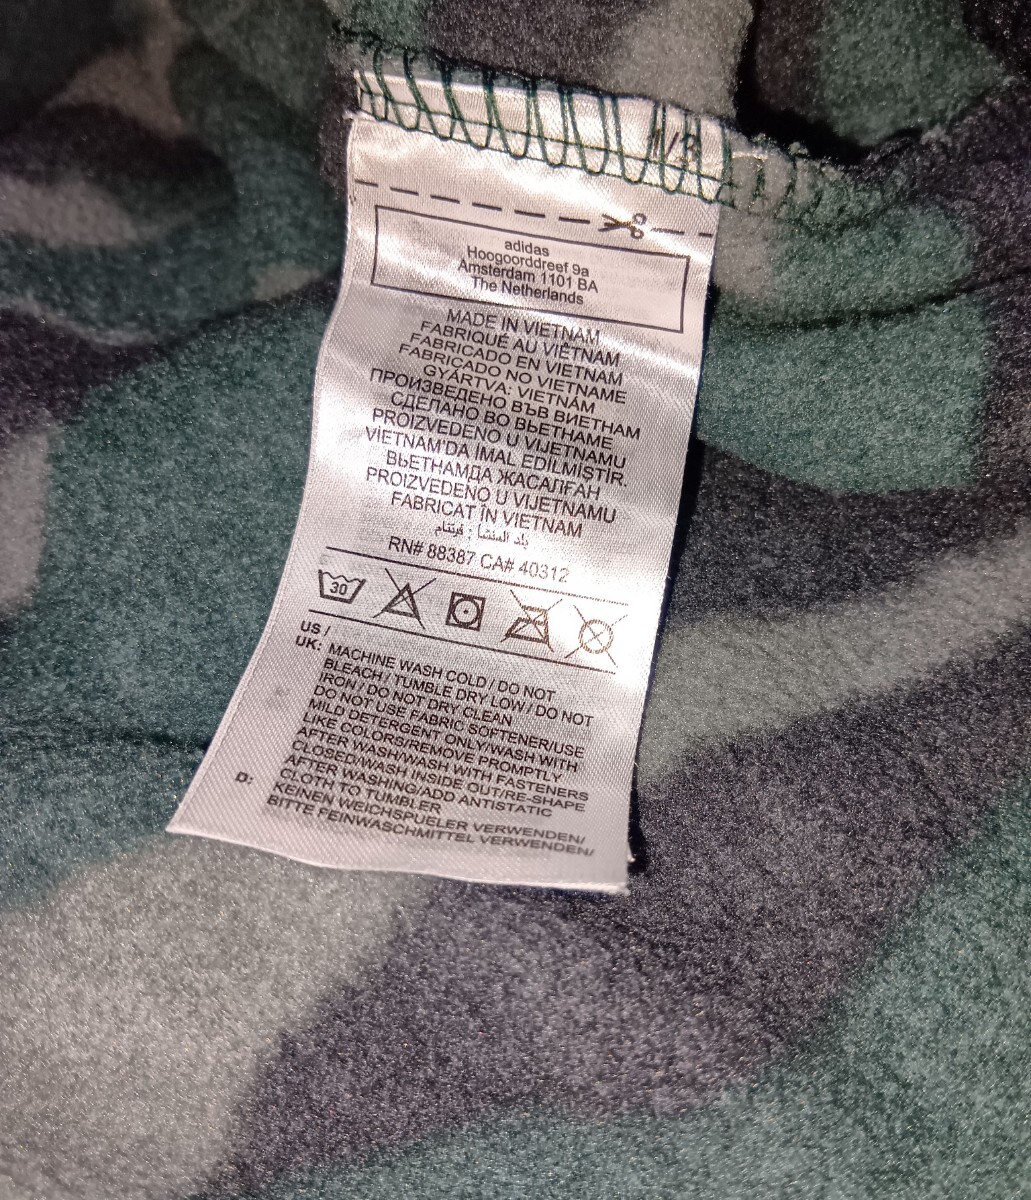 adidas
Hoogoorddreef 9a
Amsterdam 1101 BA
The Netherlands
MADE IN VIETNAM
FABRIQUÉ AU VIÊTNAM
FABRICADO EN VIETNAM
FABRICADO NO VIETNAME
GYÁRTVA: VIETNÁM
ПРОИЗВЕДЕНО ВЪВ ВИЕТНАМ
СДЕЛАНО ВО ВЬЕТНАМЕ
PROIZVEDENO U VIJETNAMU
VİETNAM'DA İMAL EDİLMİŞTİR.
ВЬЕТНАМДА ЖАСАЛҒАН
PROIZVEDENO U VIJETNAMU
FABRICAT ÎN VIETNAM
بلد المنشأ : فيتنام
RN# 88387 CA# 40312
30
US /
UK: MACHINE WASH COLD / DO NOT
BLEACH / TUMBLE DRY LOW / DO NOT
IRON / DO NOT DRY CLEAN
DO NOT USE FABRIC SOFTENER/USE
MILD DETERGENT ONLY/WASH WITH
LIKE COLORS/REMOVE PROMPTLY
AFTER WASH/WASH WITH FASTENERS
CLOSED/WASH INSIDE OUT/RE-SHAPE
AFTER WASHING/ADD ANTISTATIC
CLOTH TO TUMBLER
D: KEINEN WEICHSPUELER VERWENDEN/
BITTE FEINWASCHMITTEL VERWENDEN/